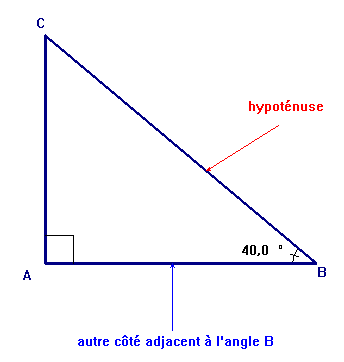 C
hypoténuse
40,0 °
A
B
autre côté adjacent à l'angle B